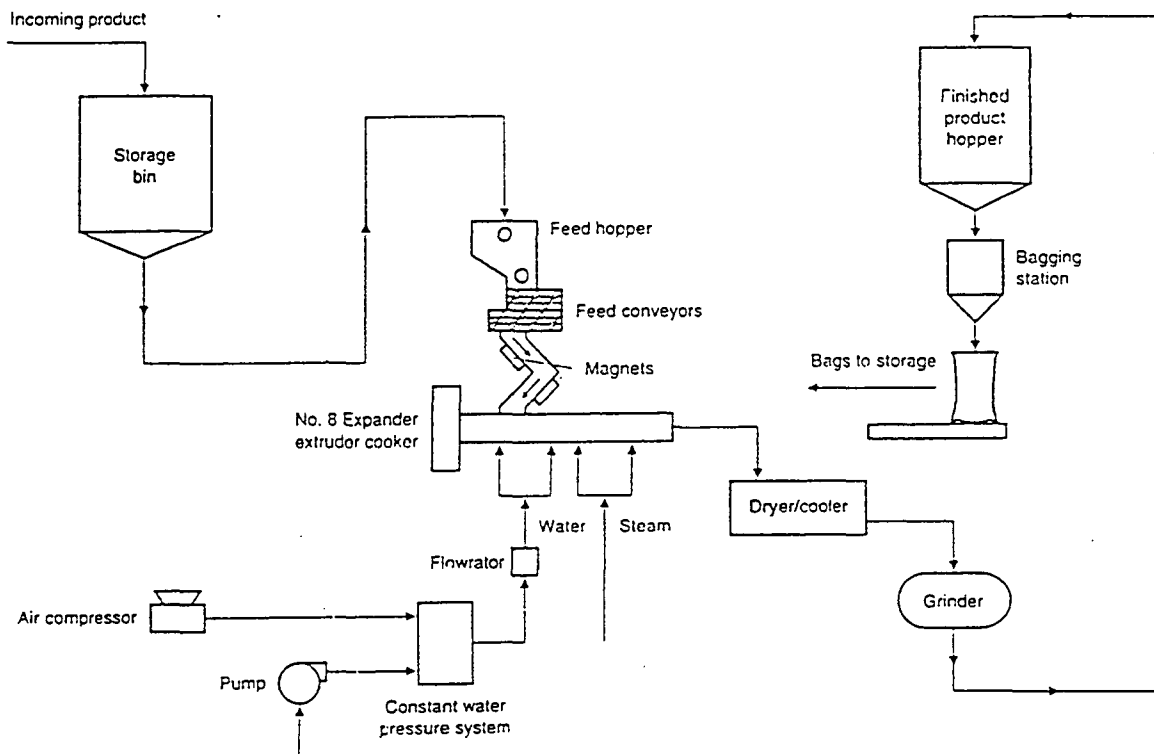 Incoming product
Storage
bin
Finished
product
hopper
Feed hopper
Bagging
station
Feed conveyors
Bags to storage
Magnets
No. 8 Expander
extrudor cooker
Dryer/cooler
Water
Steam
Flowrator
Grinder
Air compressor
Pump
Constant water
pressure system